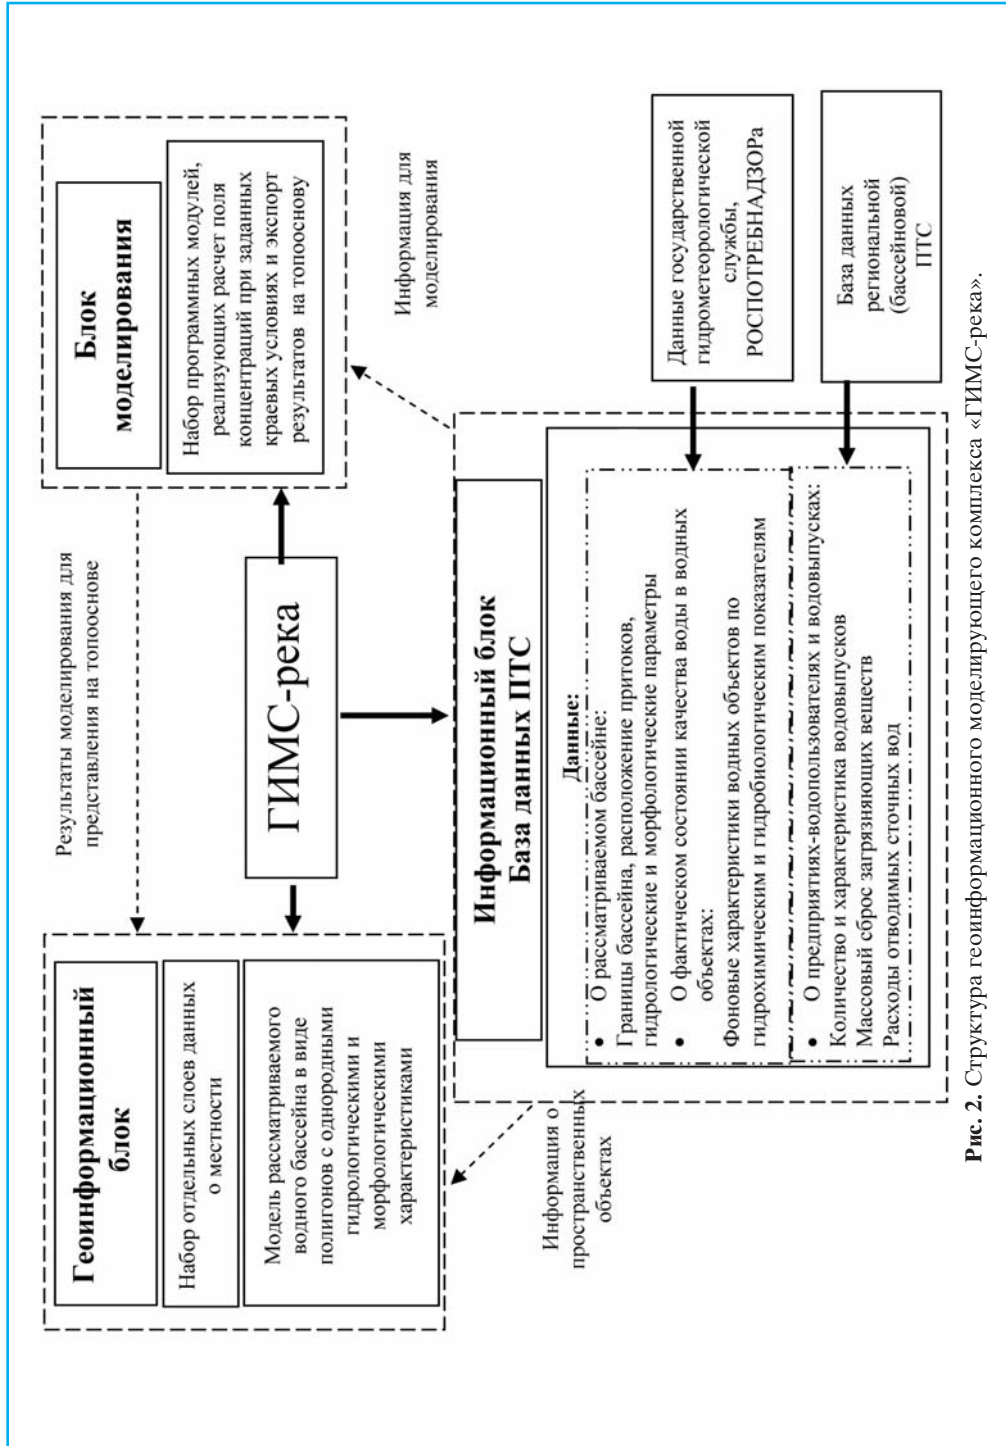 Результаты моделирования для
представления на топооснове
Геоинформационный
блок
Набор отдельных слоев данных
о местности
Модель рассматриваемого
водного бассейна в виде
полигонов с однородными
гидрологическими и
морфологическими
характеристиками
ГИМС-река
Блок
моделирования
Набор программных модулей,
реализующих расчет поля
концентраций при заданных
краевых условиях и экспорт
результатов на топооснову
Информация о
пространственных
объектах
Информация для
моделирования
Информационный блок
База данных ПТС
Данные:
• О рассматриваемом бассейне:
Границы бассейна, расположение притоков,
гидрологические и морфологические параметры
• О фактическом состоянии качества воды в водных
объектах:
Фоновые характеристики водных объектов по
гидрохимическим и гидробиологическим показателям
• О предприятиях-водопользователях и водовыпусках:
Количество и характеристика водовыпусков
Массовый сброс загрязняющих веществ
Расходы отводимых сточных вод
Данные государственной
гидрометеорологической
службы,
РОСПОТРЕБНАДЗОРа
База данных
региональной
(бассейновой)
ПТС
Рис. 2. Структура геоинформационного моделирующего комплекса «ГИМС-река».